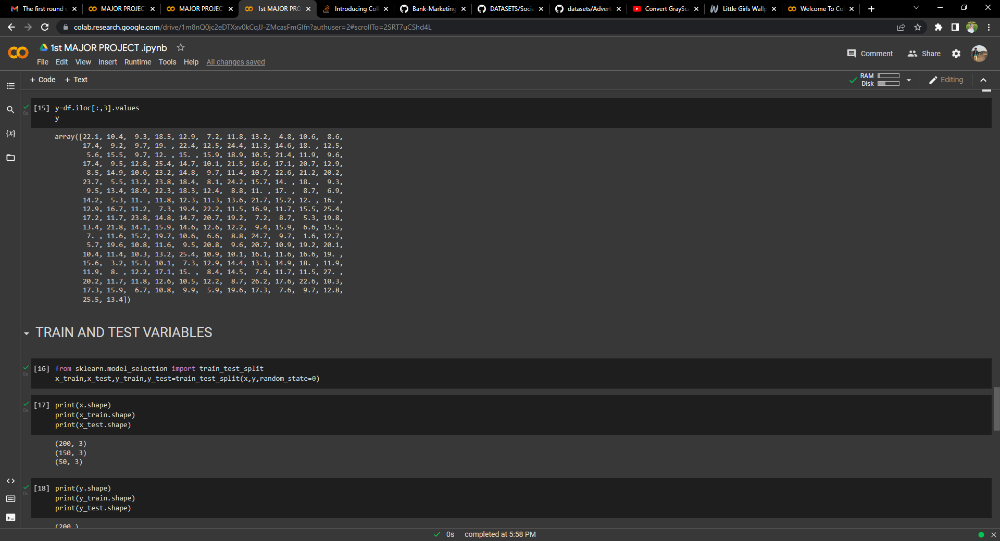 The first round c
MAJOR PROJEC
MAJOR PROJEC
1st MAJOR PRO
Introducing Col
Bank-Marketing
DATASETS/Socia
datasets/Advert
Convert GraySca
Little Girls Wallp
Welcome To Co
colab.research.google.com/drive/1m8nQ0jc2eDTXxv0kCqJJ-ZMcasFmGlfn?authuser=2#scrollTo=2SRT7uCShd4L
1st MAJOR PROJECT .ipynb
Comment
Share
File Edit View Insert Runtime Tools Help All changes saved
+ Code + Text
RAM
Disk
Editing
[15] y=df.iloc[:,3].values
y
0s
array([22.1, 10.4,  9.3, 18.5, 12.9,  7.2, 11.8, 13.2,  4.8, 10.6,  8.6,
17.4,  9.2,  9.7, 19. , 22.4, 12.5, 24.4, 11.3, 14.6, 18. , 12.5,
5.6, 15.5,  9.7, 12. , 15. , 15.9, 18.9, 10.5, 21.4, 11.9,  9.6,
17.4,  9.5, 12.8, 25.4, 14.7, 10.1, 21.5, 16.6, 17.1, 20.7, 12.9,
8.5, 14.9, 10.6, 23.2, 14.8,  9.7, 11.4, 10.7, 22.6, 21.2, 20.2,
23.7,  5.5, 13.2, 23.8, 18.4,  8.1, 24.2, 15.7, 14. , 18. ,  9.3,
9.5, 13.4, 18.9, 22.3, 18.3, 12.4,  8.8, 11. , 17. ,  8.7,  6.9,
14.2,  5.3, 11. , 11.8, 12.3, 11.3, 13.6, 21.7, 15.2, 12. , 16. ,
12.9, 16.7, 11.2,  7.3, 19.4, 22.2, 11.5, 16.9, 11.7, 15.5, 25.4,
17.2, 11.7, 23.8, 14.8, 14.7, 20.7, 19.2,  7.2,  8.7,  5.3, 19.8,
13.4, 21.8, 14.1, 15.9, 14.6, 12.6, 12.2,  9.4, 15.9,  6.6, 15.5,
7. , 11.6, 15.2, 19.7, 10.6,  6.6,  8.8, 24.7,  9.7,  1.6, 12.7,
5.7, 19.6, 10.8, 11.6,  9.5, 20.8,  9.6, 20.7, 10.9, 19.2, 20.1,
10.4, 11.4, 10.3, 13.2, 25.4, 10.9, 10.1, 16.1, 11.6, 16.6, 19. ,
15.6,  3.2, 15.3, 10.1,  7.3, 12.9, 14.4, 13.3, 14.9, 18. , 11.9,
11.9,  8. , 12.2, 17.1, 15. ,  8.4, 14.5,  7.6, 11.7, 11.5, 27. ,
20.2, 11.7, 11.8, 12.6, 10.5, 12.2,  8.7, 26.2, 17.6, 22.6, 10.3,
17.3, 15.9,  6.7, 10.8,  9.9,  5.9, 19.6, 17.3,  7.6,  9.7, 12.8,
25.5, 13.4])
TRAIN AND TEST VARIABLES
[16] from sklearn.model_selection import train_test_split
0s
x_train,x_test,y_train,y_test=train_test_split(x,y,random_state=0)
[17] print(x.shape)
0s
print(x_train.shape)
print(x_test.shape)
(200, 3)
(150, 3)
(50, 3)
[18] print(y.shape)
0s
print(y_train.shape)
print(y_test.shape)
(200,)
0s completed at 5:58 PM